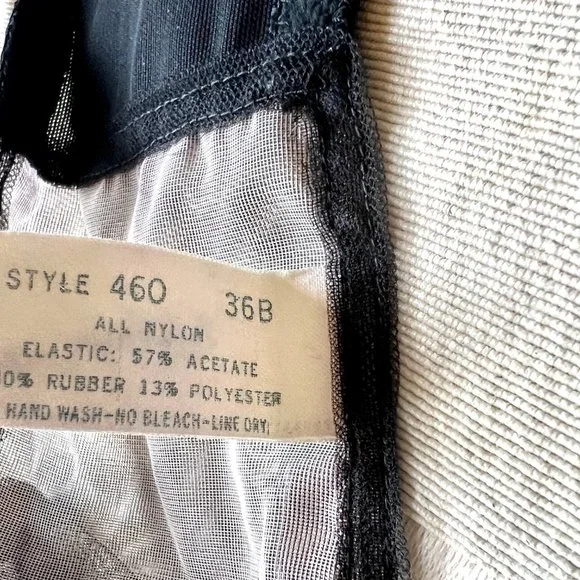 STYLE 460 36B
ALL NYLON
ELASTIC: 57% ACETATE
0% RUBBER 13% POLYESTER
HAND WASH-NO BLEACH-LINE DRY